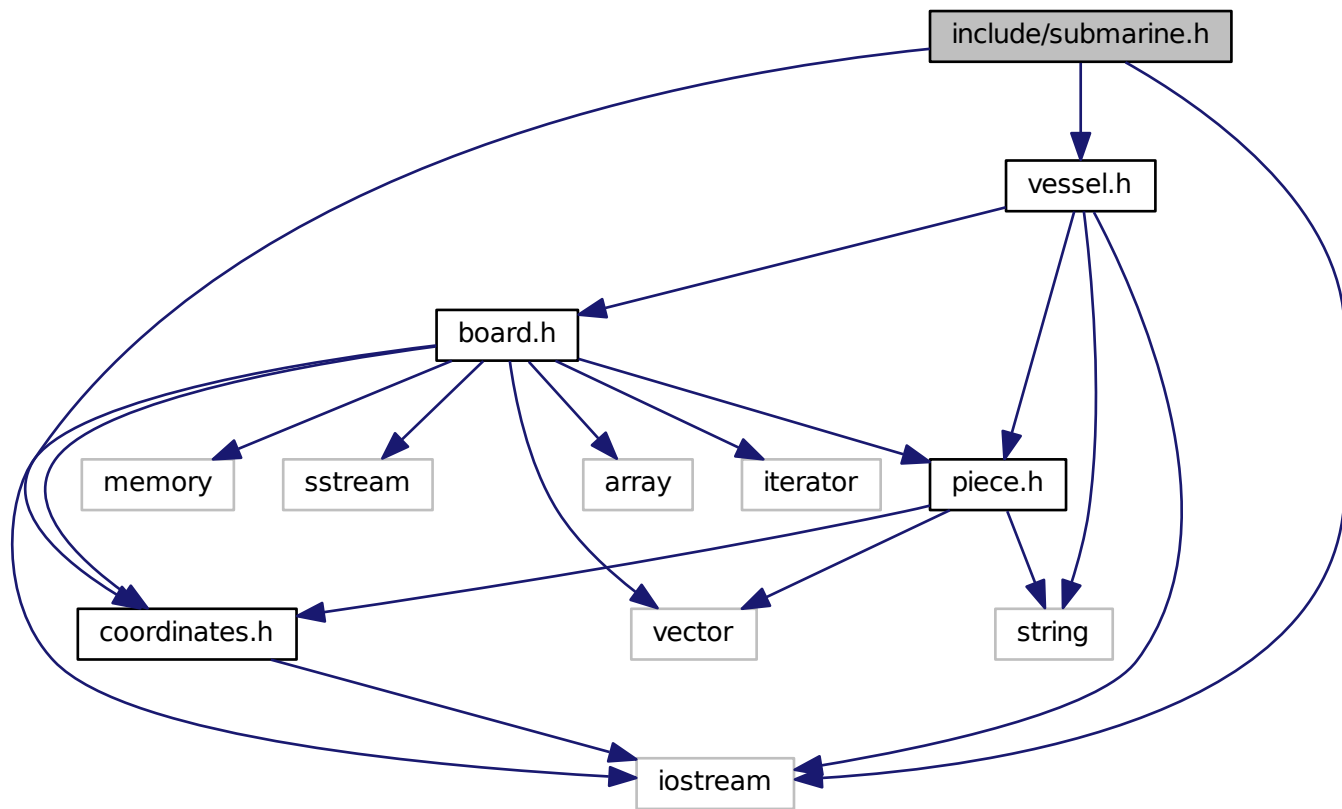 include/submarine.h
vessel.h
board.h
memory
sstream
array
iterator
piece.h
coordinates.h
vector
string
iostream